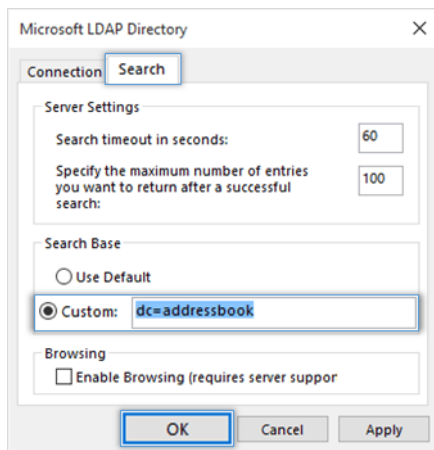 Microsoft LDAP Directory
Connection Search
Server Settings
Search timeout in seconds: 60
Specify the maximum number of entries
you want to return after a successful 100
search:
Search Base
Use Default
Custom: dc=addressbook
Browsing
Enable Browsing (requires server suppor
OK Cancel Apply